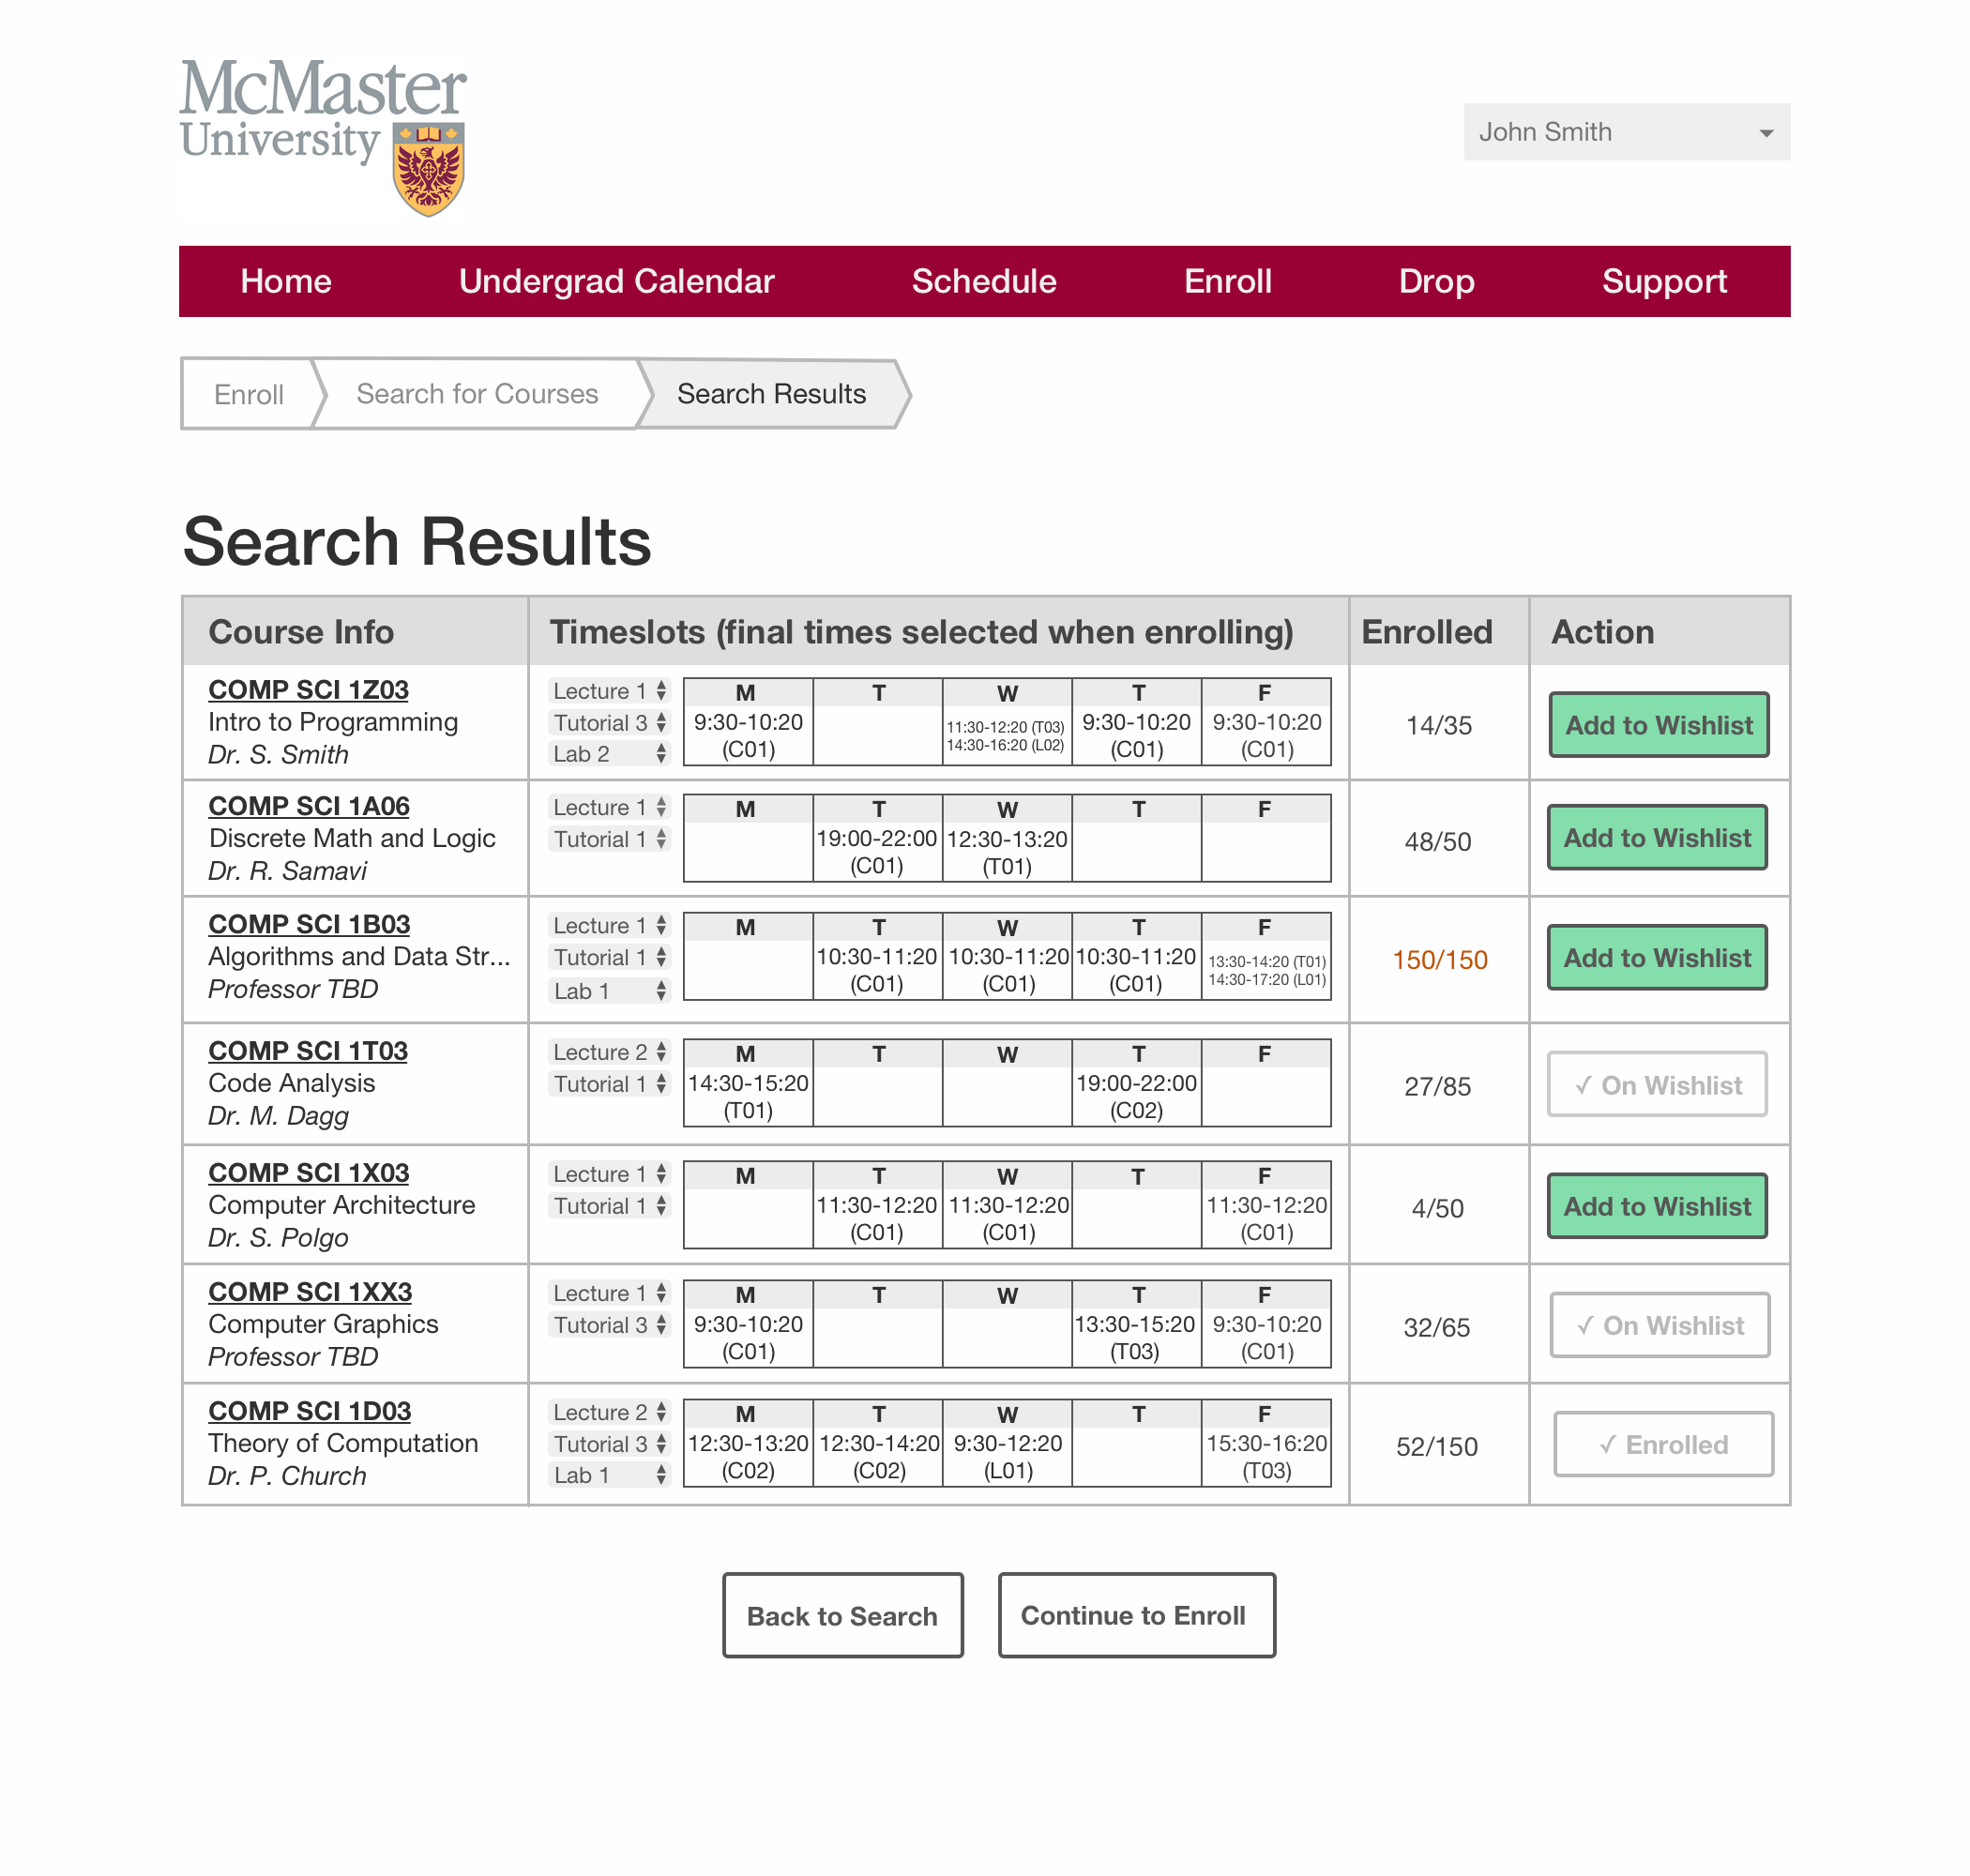 McMaster
University
John Smith
Home Undergrad Calendar Schedule Enroll Drop Support
Enroll Search for Courses Search Results
Search Results
Course Info Timeslots (final times selected when enrolling) Enrolled Action
COMP SCI 1Z03
Intro to Programming
Dr. S. Smith
Lecture 1
Tutorial 3
Lab 2
M T W T F
9:30-10:20
(C01)
11:30-12:20 (T03)
14:30-16:20 (L02)
9:30-10:20
(C01)
9:30-10:20
(C01)
14/35
Add to Wishlist
COMP SCI 1A06
Discrete Math and Logic
Dr. R. Samavi
Lecture 1
Tutorial 1
M T W T F
19:00-22:00
(C01)
12:30-13:20
(T01)
48/50
Add to Wishlist
COMP SCI 1B03
Algorithms and Data Str...
Professor TBD
Lecture 1
Tutorial 1
Lab 1
M T W T F
10:30-11:20
(C01)
10:30-11:20
(C01)
10:30-11:20
(C01)
13:30-14:20 (T01)
14:30-17:20 (L01)
150/150
Add to Wishlist
COMP SCI 1T03
Code Analysis
Dr. M. Dagg
Lecture 2
Tutorial 1
M T W T F
14:30-15:20
(T01)
19:00-22:00
(C02)
27/85
✓ On Wishlist
COMP SCI 1X03
Computer Architecture
Dr. S. Polgo
Lecture 1
Tutorial 1
M T W T F
11:30-12:20
(C01)
11:30-12:20
(C01)
11:30-12:20
(C01)
4/50
Add to Wishlist
COMP SCI 1XX3
Computer Graphics
Professor TBD
Lecture 1
Tutorial 3
M T W T F
9:30-10:20
(C01)
13:30-15:20
(T03)
9:30-10:20
(C01)
32/65
✓ On Wishlist
COMP SCI 1D03
Theory of Computation
Dr. P. Church
Lecture 2
Tutorial 3
Lab 1
M T W T F
12:30-13:20
(C02)
12:30-14:20
(C02)
9:30-12:20
(L01)
15:30-16:20
(T03)
52/150
✓ Enrolled
Back to Search Continue to Enroll